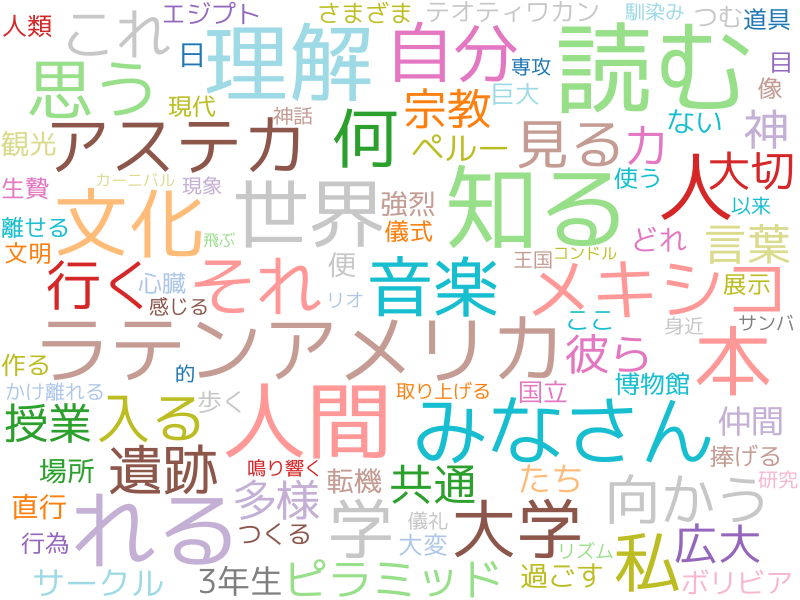 人類
これ
エジプト
さまざま
テオティワカン
馴染み
つむ
道具
思う
日
理解
自分
専攻
読む
目
現代
神話
宗教
巨大
像
観光
アステカ
何
ペルー
見る
力
ない
神
生贄
カーニバル
現象
世界
強烈
知る
使う
人
大切
離せる
文化
飛ぶ
儀式
以来
文明
どれ
言葉
行く
心臓
それ
便
音楽
王国
コンドル
メキシコ
展示
感じる
リオ
ラテンアメリカ
ここ
身近
サンバ
作る
的
彼ら
本
かけ離れる
歩く
人間
取り上げる
国立
博物館
授業
入る
みなさん
仲間
場所
遺跡
鳴り響く
転機
共通
たち
捧げる
研究
直行
れる
多様
学
儀礼
大学
向かう
行為
つくる
大変
リズム
私
広大
サークル
3年生
ピラミッド
過ごす
ボリビア